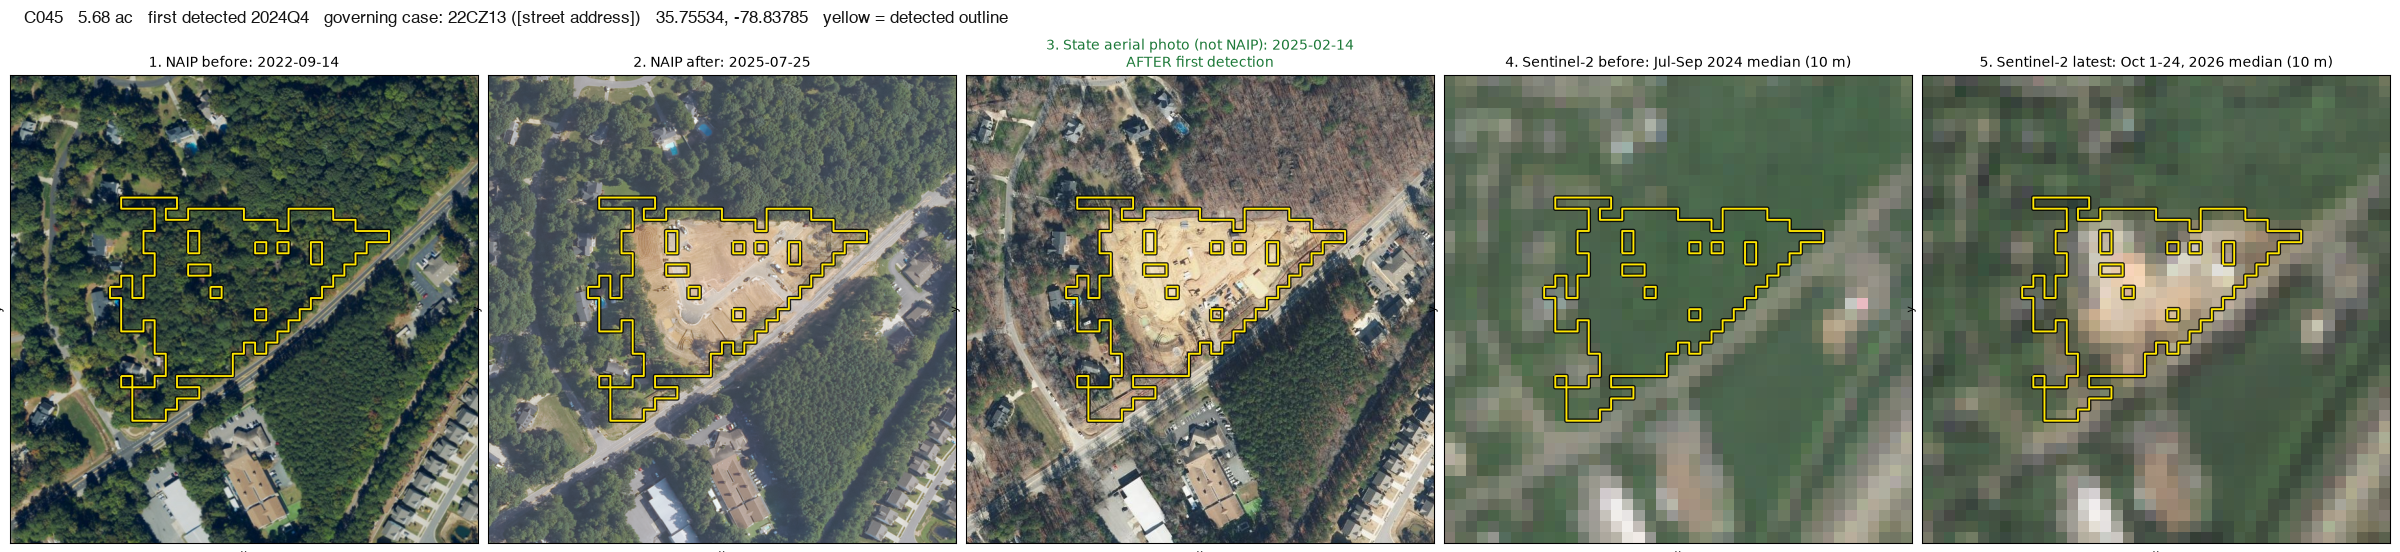 C045 5.68 ac first detected 2024Q4 governing case: 22CZ13 ([street address]) 35.75534, -78.83785 yellow = detected outline
1. NAIP before: 2022-09-14
2. NAIP after: 2025-07-25
3. State aerial photo (not NAIP): 2025-02-14
AFTER first detection
4. Sentinel-2 before: Jul-Sep 2024 median (10 m)
5. Sentinel-2 latest: Oct 1-24, 2026 median (10 m)